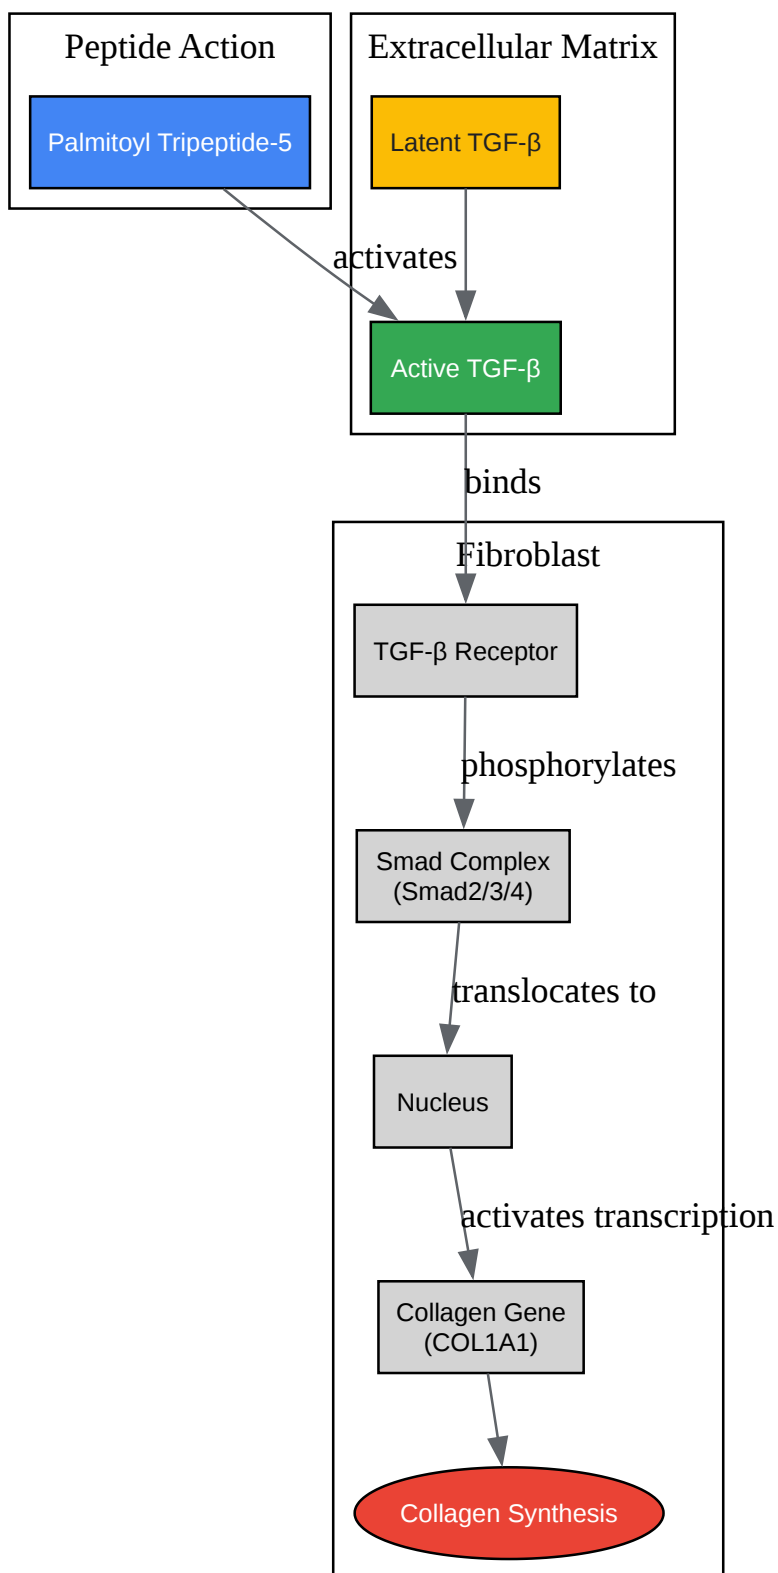 Peptide Action
Extracellular Matrix
Palmitoyl Tripeptide-5
Latent TGF-β
activates
Active TGF-β
binds
Fibroblast
TGF-β Receptor
phosphorylates
Smad Complex
(Smad2/3/4)
translocates to
Nucleus
activates transcription
Collagen Gene
(COL1A1)
Collagen Synthesis